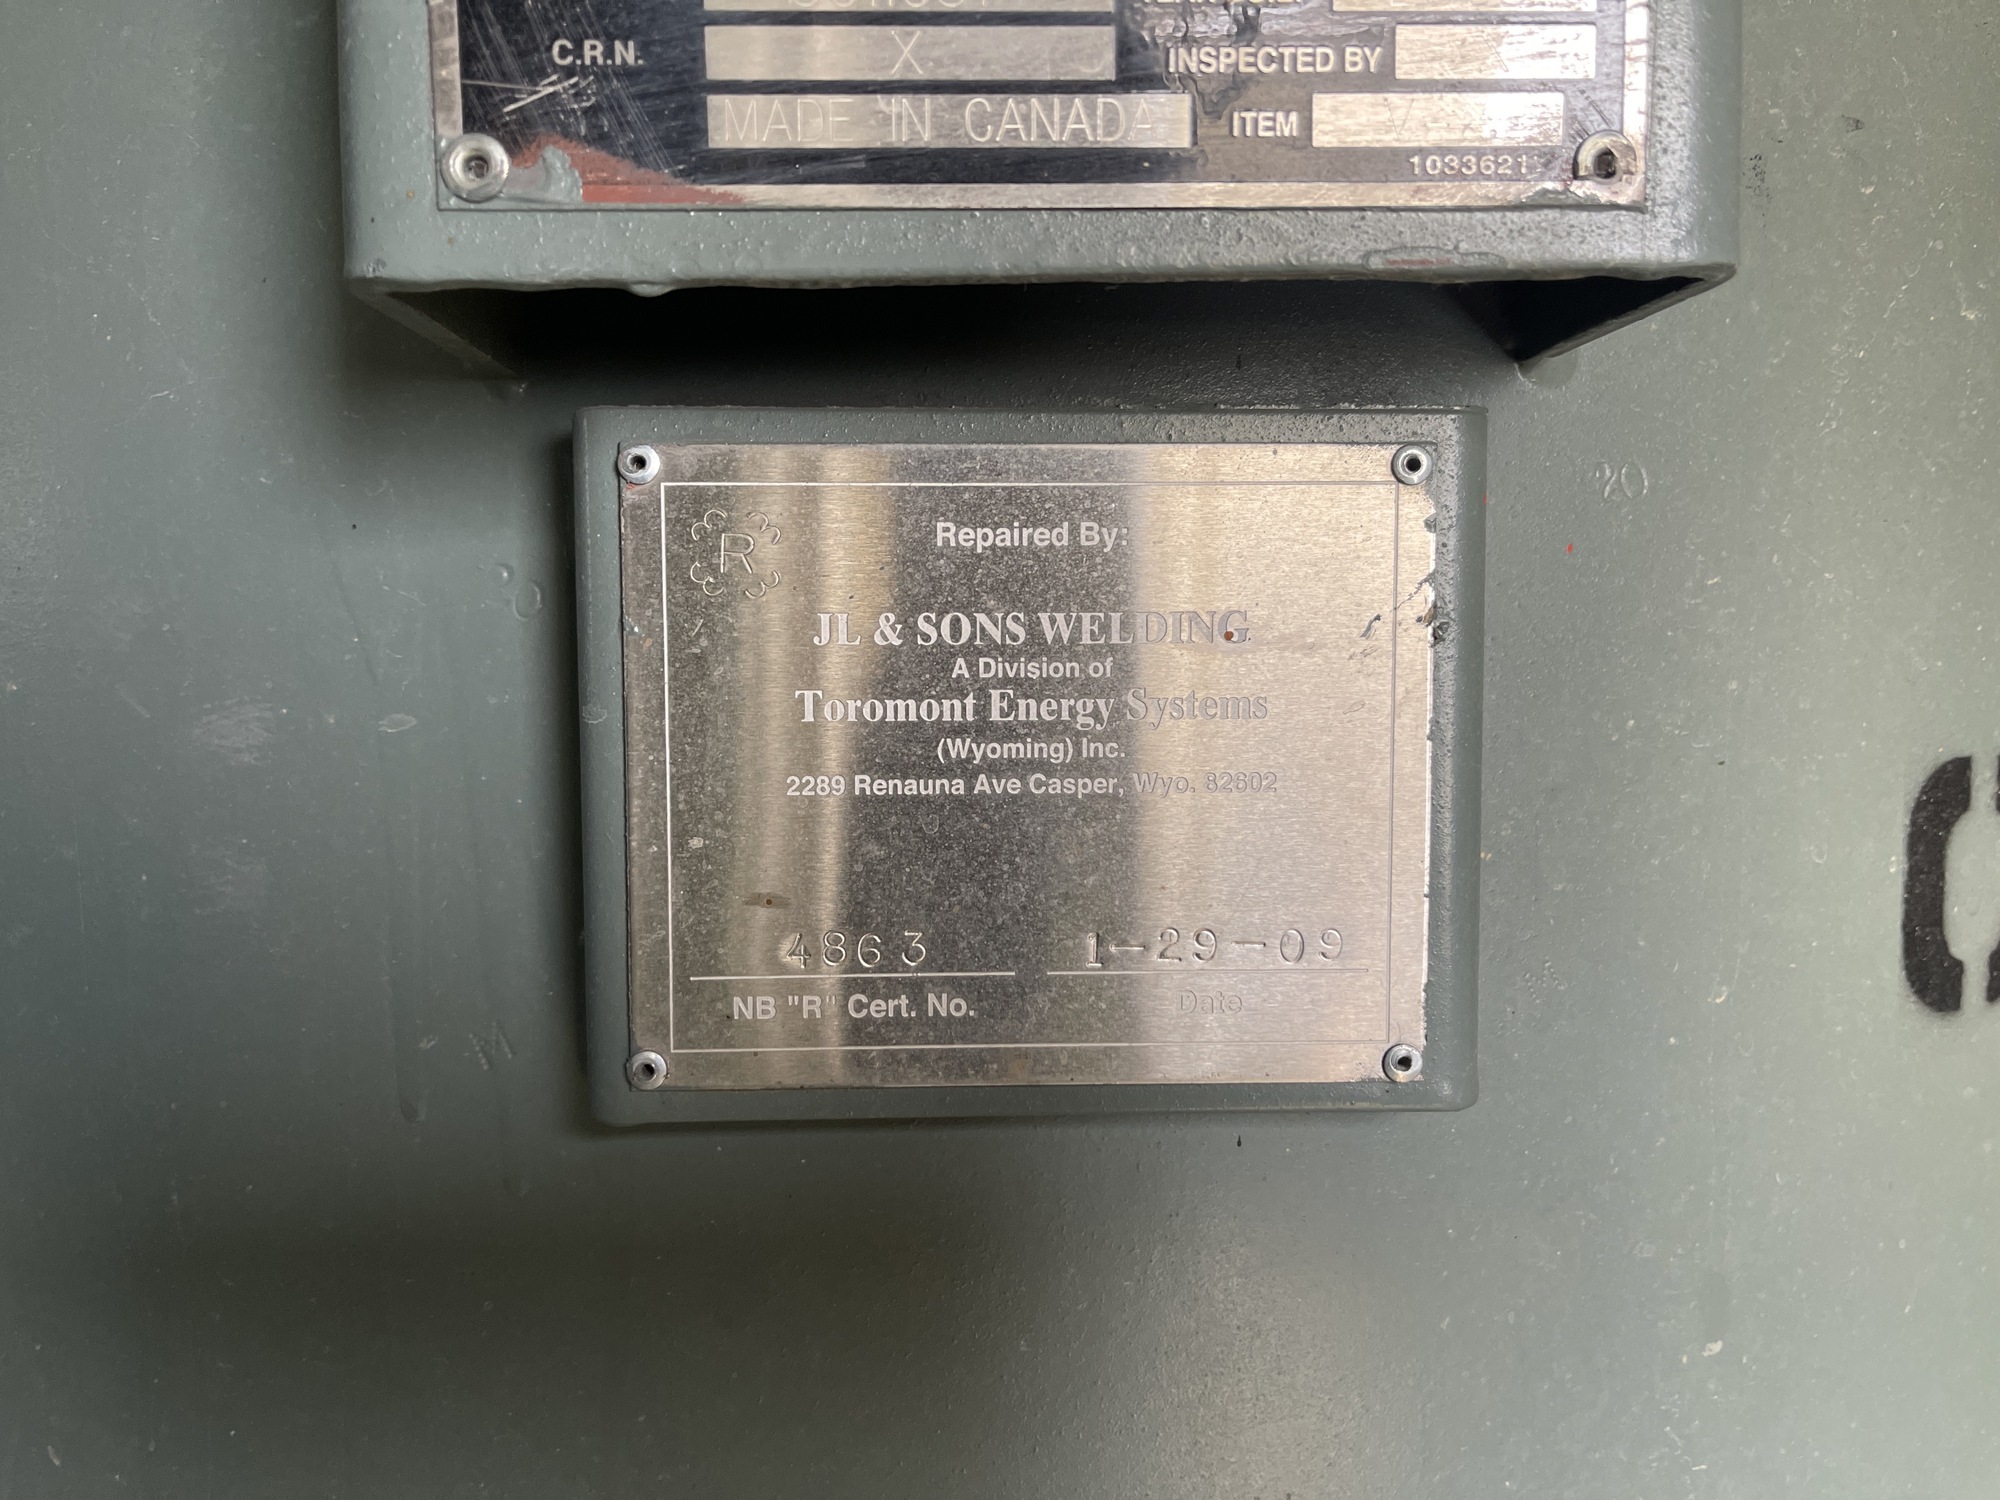 C.R.N. X INSPECTED BY
MADE IN CANADA ITEM
1033621
20
R
Repaired By:
JL & SONS WELDING
A Division of
Toromont Energy Systems
(Wyoming) Inc.
2289 Renauna Ave Casper, Wyo. 82602
4863 1-29-09
NB "R" Cert. No. Date